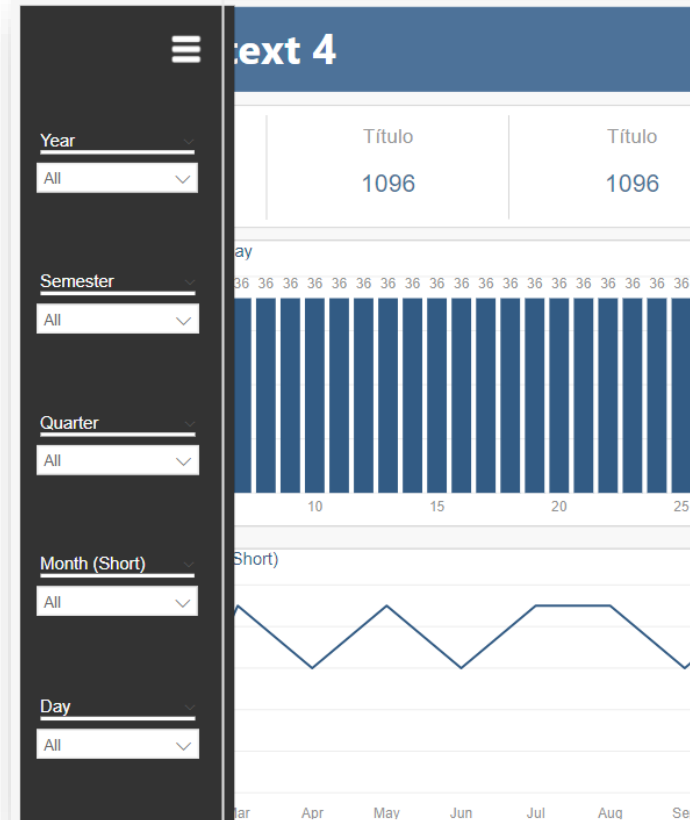 ext 4
Year
All
Semester
All
Quarter
All
Month (Short)
All
Day
All
Título Título
1096 1096
ay
36 36 36 36 36 36 36 36 36 36 36 36 36 36 36 36 36 36 36
10 15 20 25
Short)
Apr May Jun Jul Aug